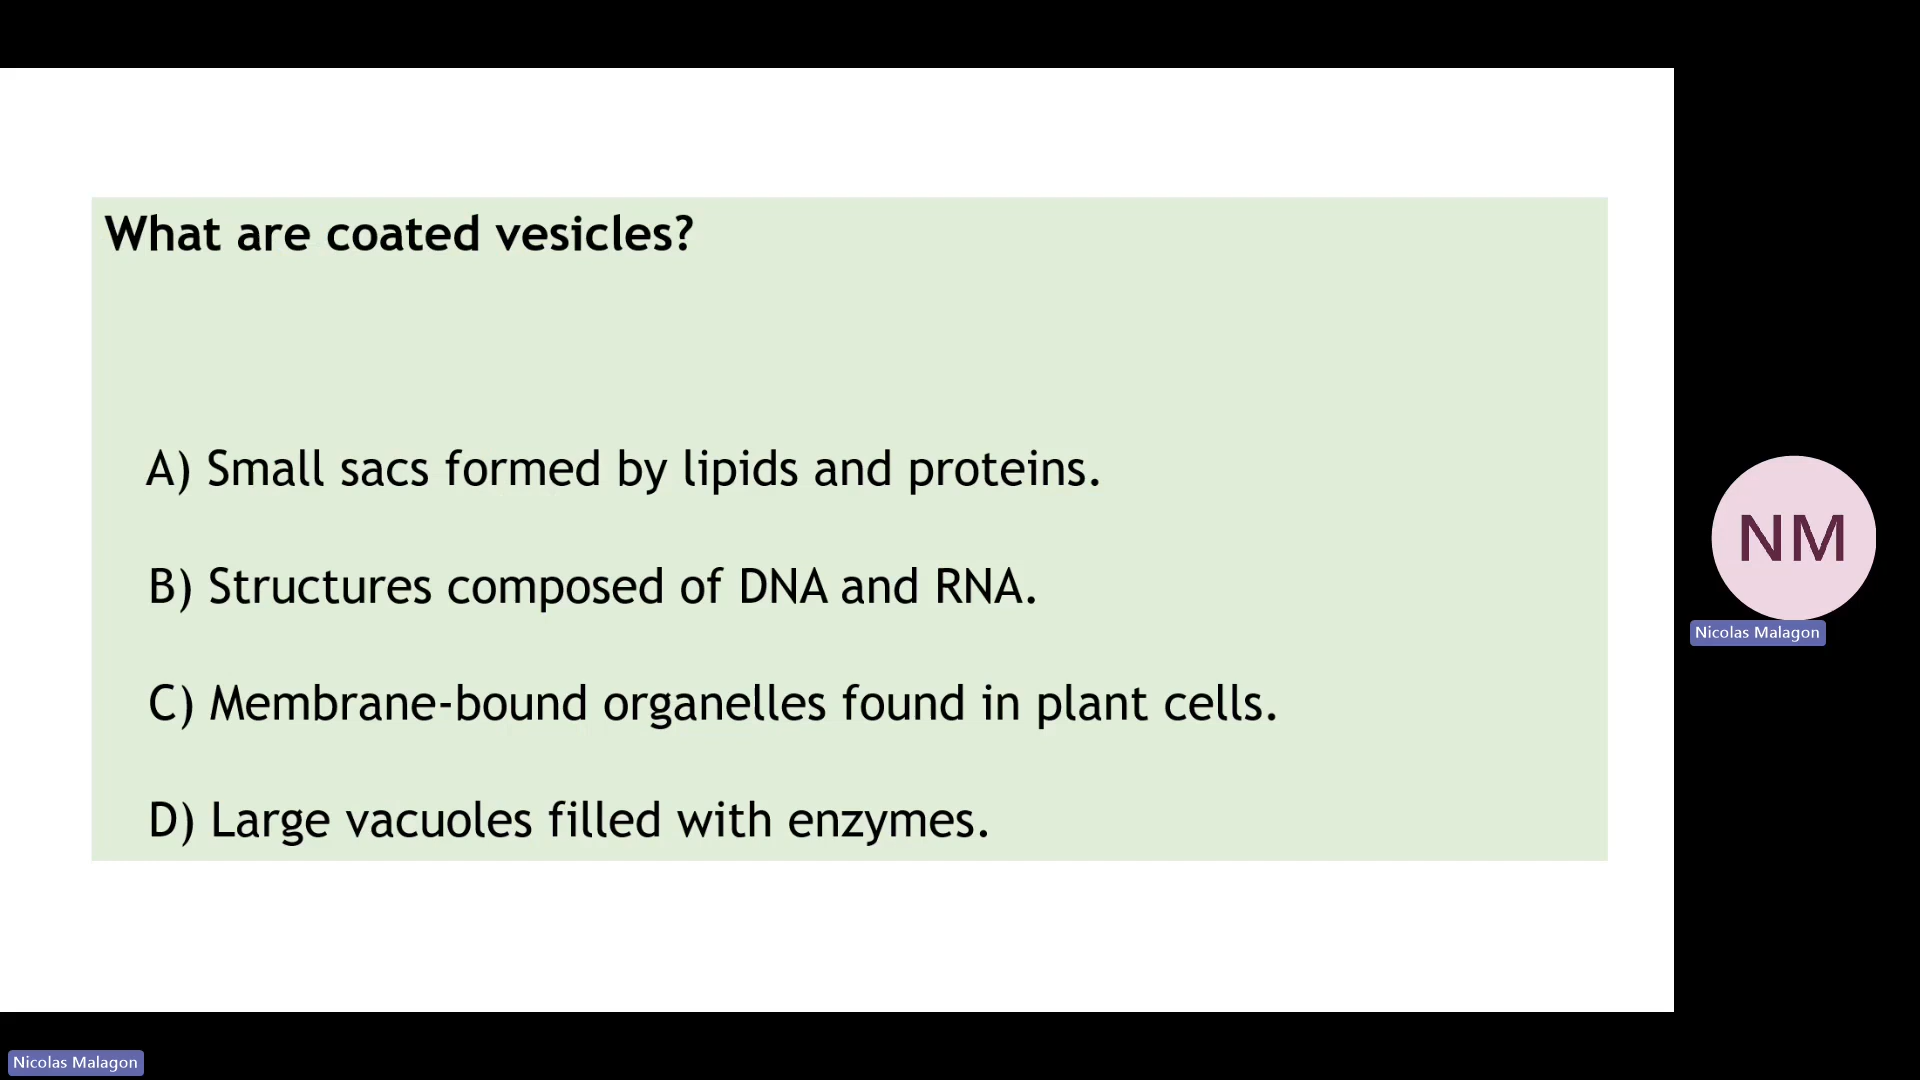 What are coated vesicles?
A) Small sacs formed by lipids and proteins.
B) Structures composed of DNA and RNA.
C) Membrane-bound organelles found in plant cells.
D) Large vacuoles filled with enzymes.
NM
Nicolas Malagon
Nicolas Malagon